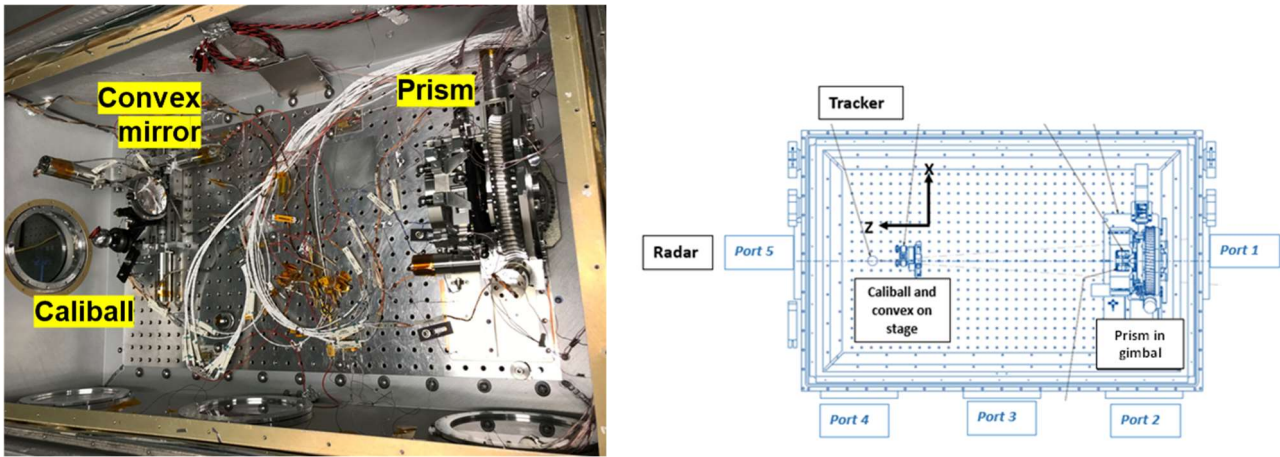 Convex
mirror
Prism
Caliball
Tracker
X
Z
Radar
Port 5
Port 1
Caliball and
convex on
stage
Prism in
gimbal
Port 4
Port 3
Port 2